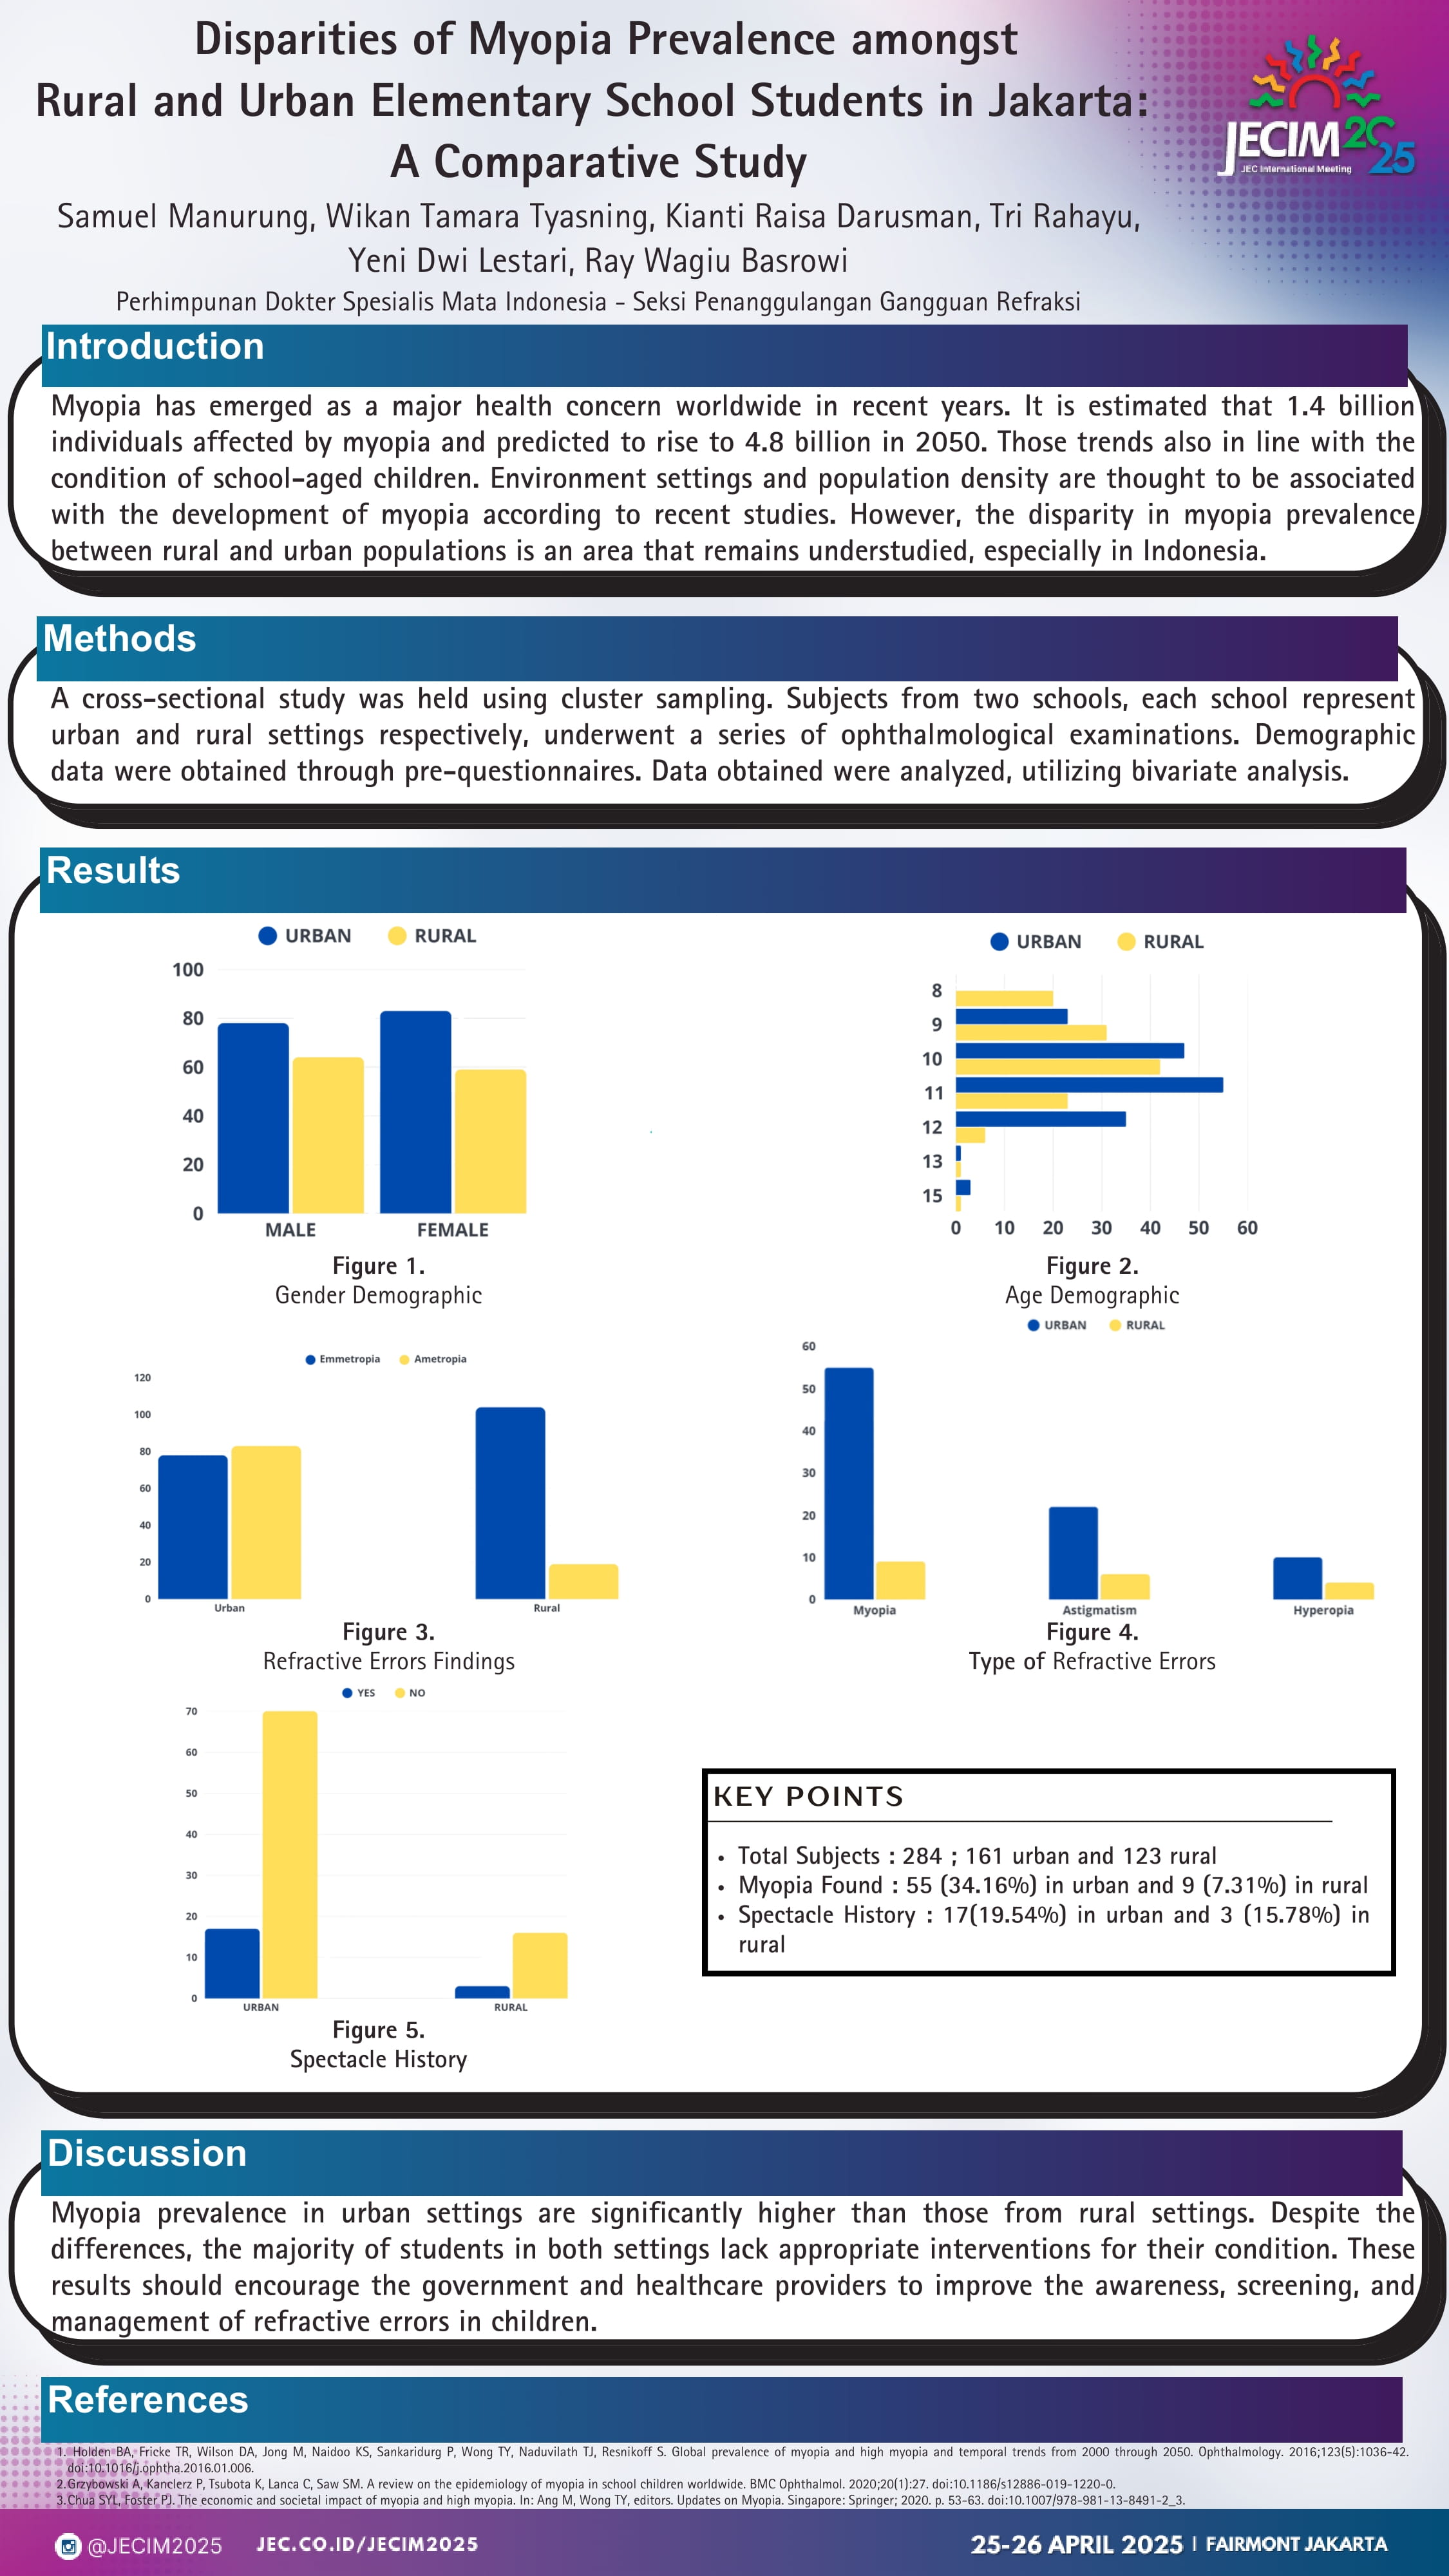 Disparities of Myopia Prevalence amongst
Rural and Urban Elementary School Students in Jakarta:
A Comparative Study
JECIM 2025
JEC International Meeting
Samuel Manurung, Wikan Tamara Tyasning, Kianti Raisa Darusman, Tri Rahayu,
Yeni Dwi Lestari, Ray Wagiu Basrowi
Perhimpunan Dokter Spesialis Mata Indonesia - Seksi Penanggulangan Gangguan Refraksi
Introduction
Myopia has emerged as a major health concern worldwide in recent years. It is estimated that 1.4 billion
individuals affected by myopia and predicted to rise to 4.8 billion in 2050. Those trends also in line with the
condition of school-aged children. Environment settings and population density are thought to be associated
with the development of myopia according to recent studies. However, the disparity in myopia prevalence
between rural and urban populations is an area that remains understudied, especially in Indonesia.
Methods
A cross-sectional study was held using cluster sampling. Subjects from two schools, each school represent
urban and rural settings respectively, underwent a series of ophthalmological examinations. Demographic
data were obtained through pre-questionnaires. Data obtained were analyzed, utilizing bivariate analysis.
Results
URBAN RURAL
100
80
60
40
20
0
MALE FEMALE
Figure 1.
Gender Demographic
URBAN RURAL
8
9
10
11
12
13
15
0 10 20 30 40 50 60
Figure 2.
Age Demographic
Emmetropia Ametropia
120
100
80
60
40
20
0
Urban Rural
Figure 3.
Refractive Errors Findings
URBAN RURAL
60
50
40
30
20
10
0
Myopia Astigmatism Hyperopia
Figure 4.
Type of Refractive Errors
YES NO
70
60
50
40
30
20
10
0
URBAN RURAL
Figure 5.
Spectacle History
KEY POINTS
• Total Subjects : 284 ; 161 urban and 123 rural
• Myopia Found : 55 (34.16%) in urban and 9 (7.31%) in rural
• Spectacle History : 17(19.54%) in urban and 3 (15.78%) in
rural
Discussion
Myopia prevalence in urban settings are significantly higher than those from rural settings. Despite the
differences, the majority of students in both settings lack appropriate interventions for their condition. These
results should encourage the government and healthcare providers to improve the awareness, screening, and
management of refractive errors in children.
References
1. Holden BA, Fricke TR, Wilson DA, Jong M, Naidoo KS, Sankaridurg P, Wong TY, Naduvilath TJ, Resnikoff S. Global prevalence of myopia and high myopia and temporal trends from 2000 through 2050. Ophthalmology. 2016;123(5):1036-42.
doi:10.1016/j.ophtha.2016.01.006.
2.Grzybowski A, Kanclerz P, Tsubota K, Lanca C, Saw SM. A review on the epidemiology of myopia in school children worldwide. BMC Ophthalmol. 2020;20(1):27. doi:10.1186/s12886-019-1220-0.
3.Chua SYL, Foster PJ. The economic and societal impact of myopia and high myopia. In: Ang M, Wong TY, editors. Updates on Myopia. Singapore: Springer; 2020. p. 53-63. doi:10.1007/978-981-13-8491-2_3.
@JECIM2025 JEC.CO.ID/JECIM2025 25-26 APRIL 2025 | FAIRMONT JAKARTA